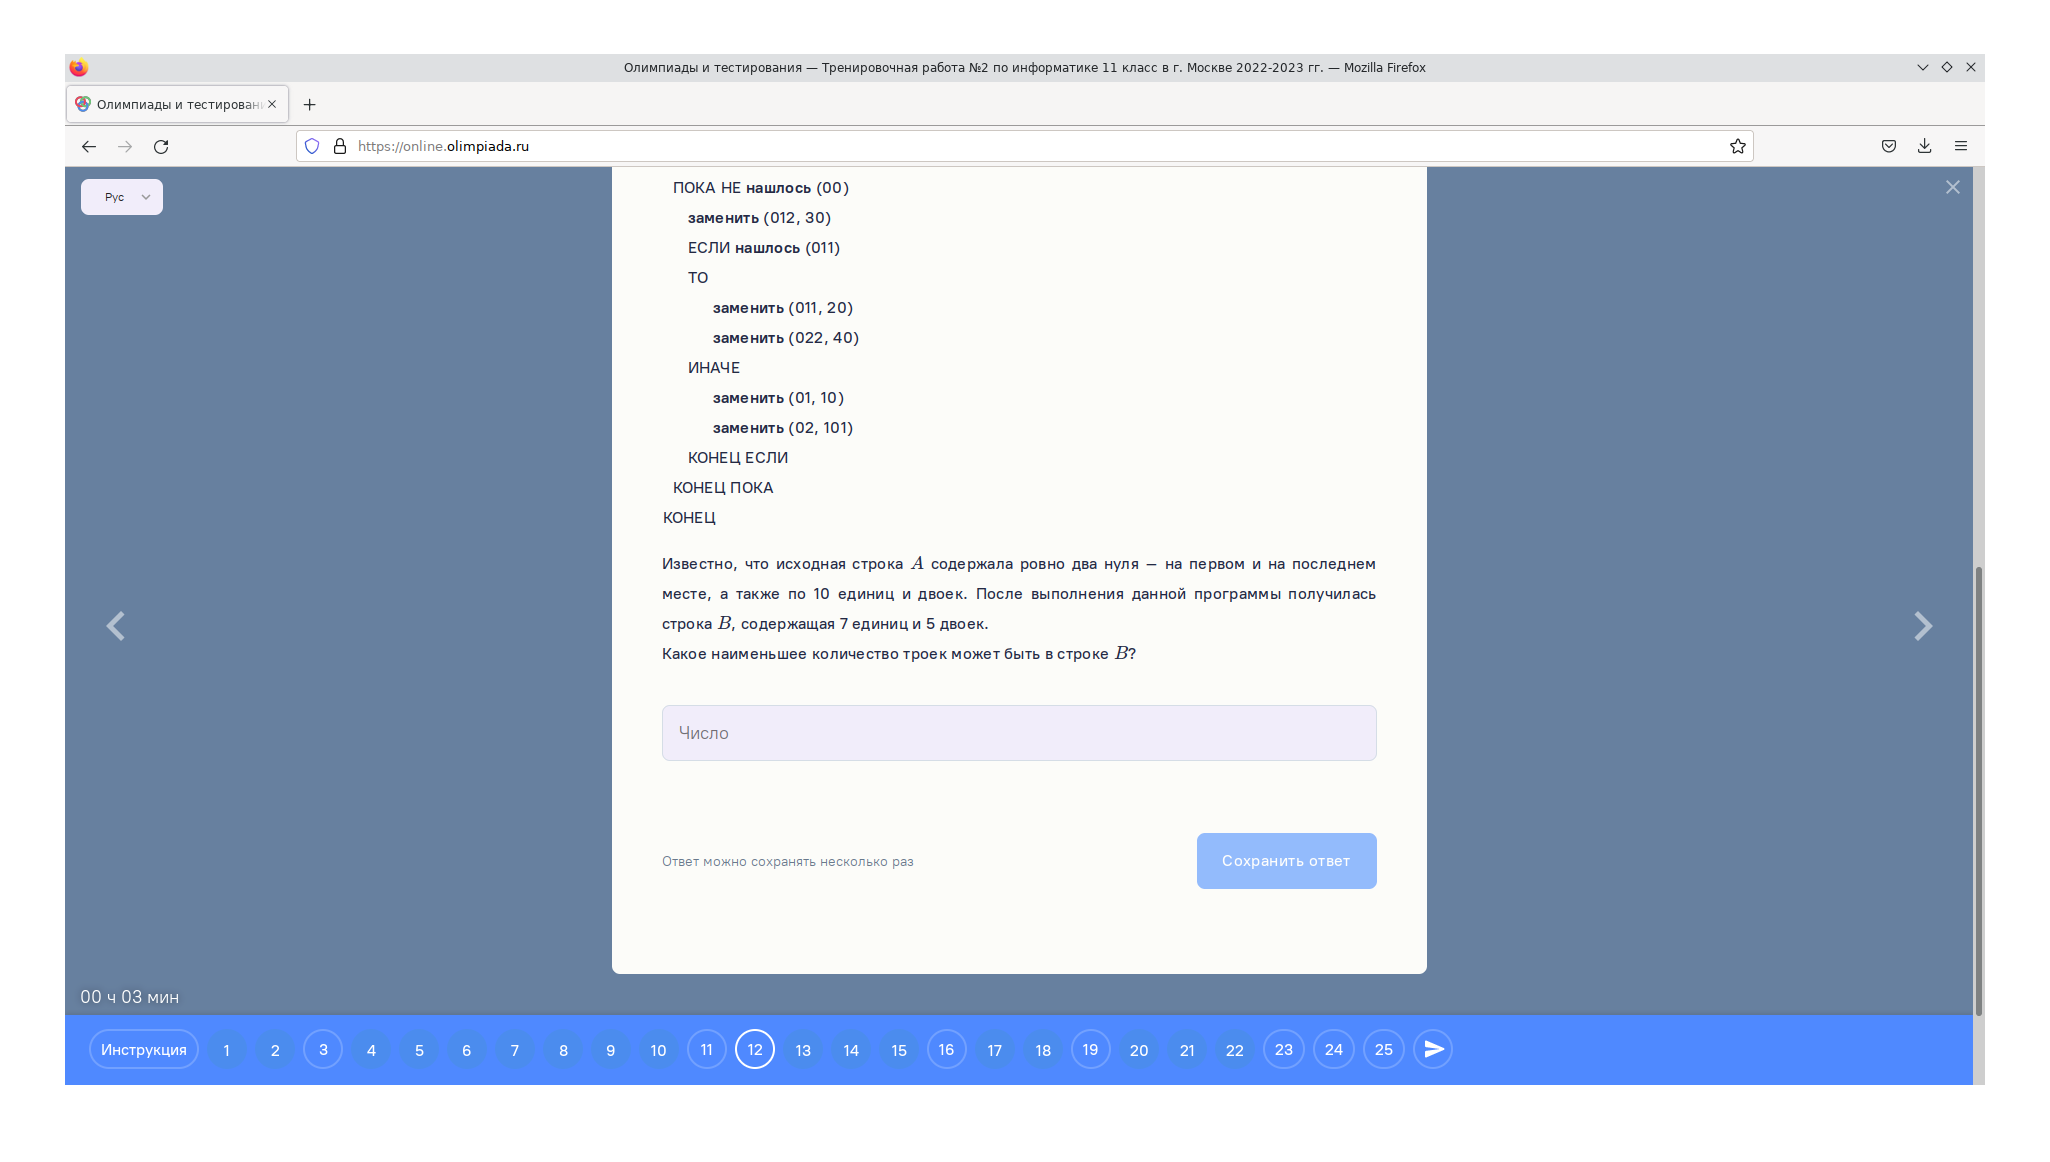 Олимпиады и тестирования — Тренировочная работа №2 по информатике 11 класс в г. Москве 2022-2023 гг. — Mozilla Firefox
Олимпиады и тестировани
https://online.olimpiada.ru
Рус
ПОКА НЕ нашлось (00)
заменить (012, 30)
ЕСЛИ нашлось (011)
ТО
заменить (011, 20)
заменить (022, 40)
ИНАЧЕ
заменить (01, 10)
заменить (02, 101)
КОНЕЦ ЕСЛИ
КОНЕЦ ПОКА
КОНЕЦ
Известно, что исходная строка A содержала ровно два нуля — на первом и на последнем
месте, а также по 10 единиц и двоек. После выполнения данной программы получилась
строка B, содержащая 7 единиц и 5 двоек.
Какое наименьшее количество троек может быть в строке B?
Число
Ответ можно сохранять несколько раз
Сохранить ответ
00 ч 03 мин
Инструкция 1 2 3 4 5 6 7 8 9 10 11 12 13 14 15 16 17 18 19 20 21 22 23 24 25